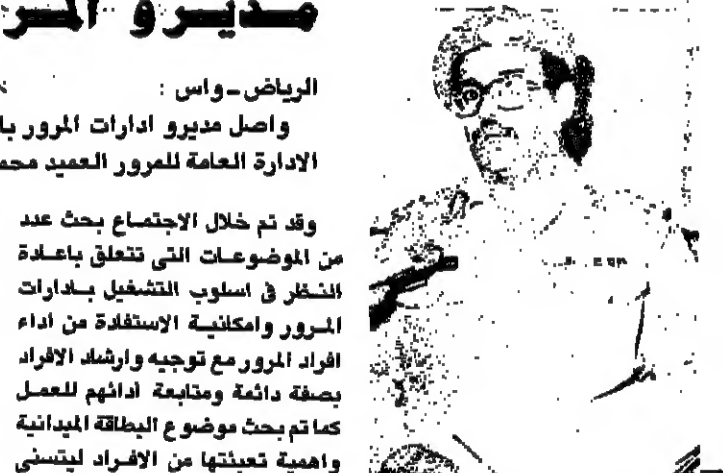 مديرو المر
الرياض ـ واس :
واصل مديرو ادارات المرور با
الادارة العامة للمرور العميد محم
وقد تم خلال الاجتماع بحث عدد
من الموضوعات التى تتعلق باعادة
النظر فى اسلوب التشغيل بادارات
المرور وامكانية الاستفادة من أداء
افراد المرور مع توجيه وارشاد الافراد
بصفة دائمة ومتابعة أدائهم للعمل
كما تم بحث موضوع البطاقة الميدانية
واهمية تعبئتها من الافراد ليتسنى